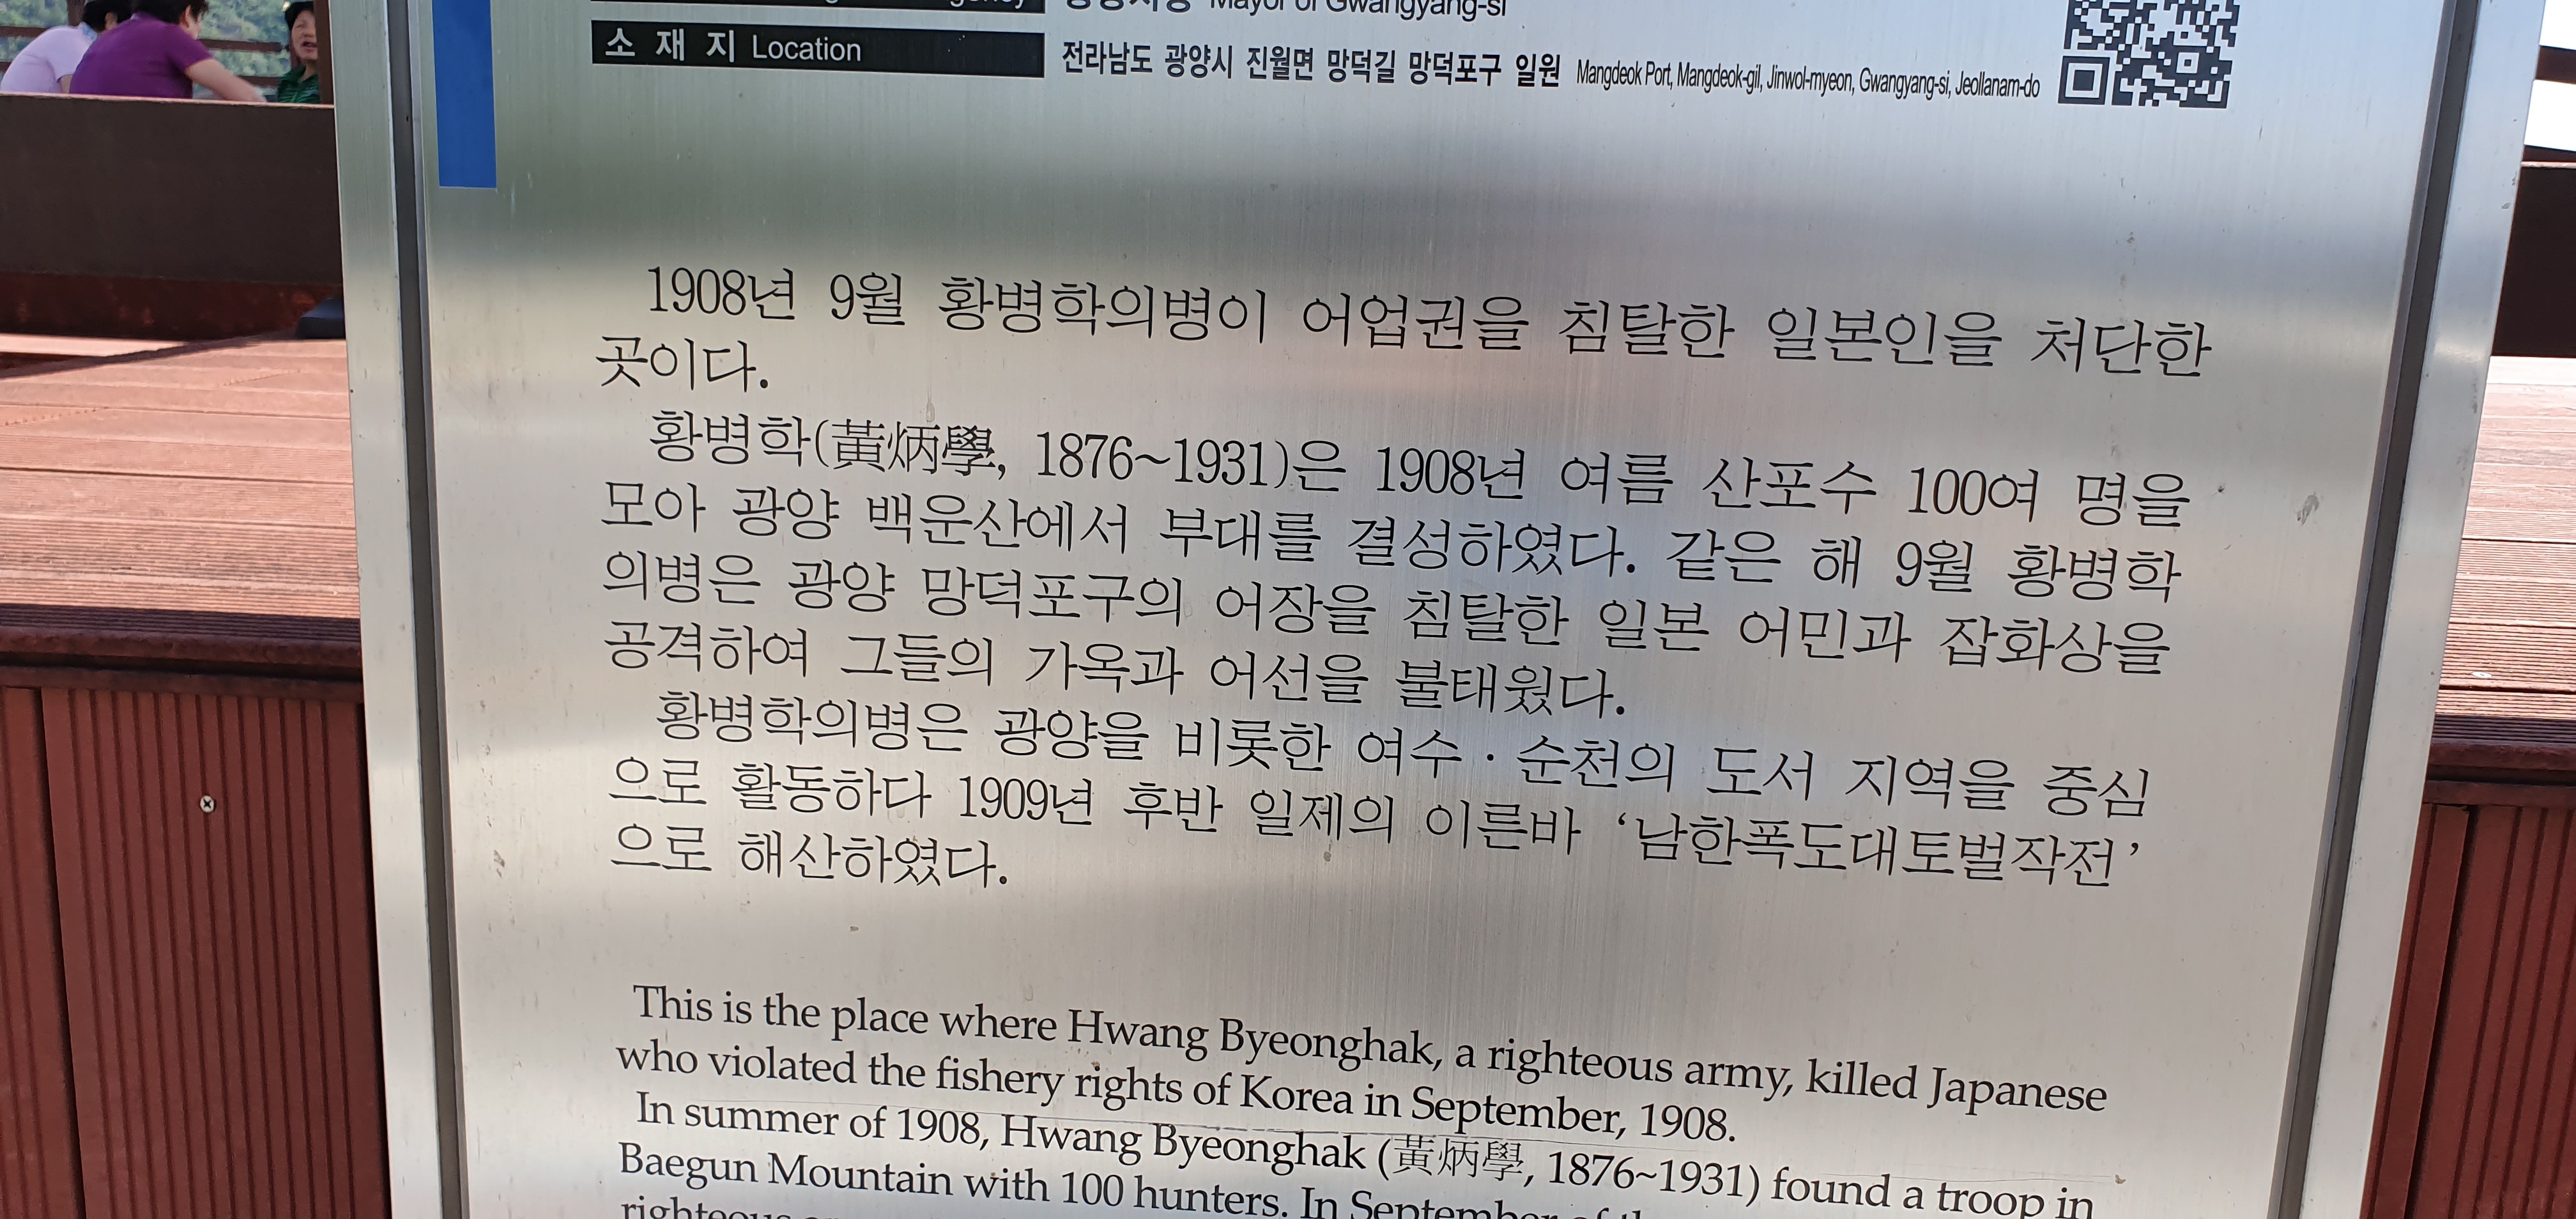 Mayor of Gwangyang-si
소 재 지 Location 전라남도 광양시 진월면 망덕길 망덕포구 일원 Mangdeok Port, Mangdeok-gil, Jinwol-myeon, Gwangyang-si, Jeollanam-do
1908년 9월 황병학의병이 어업권을 침탈한 일본인을 처단한
곳이다.
황병학(黃炳學, 1876~1931)은 1908년 여름 산포수 100여 명을
모아 광양 백운산에서 부대를 결성하였다. 같은 해 9월 황병학
의병은 광양 망덕포구의 어장을 침탈한 일본 어민과 잡화상을
공격하여 그들의 가옥과 어선을 불태웠다.
황병학의병은 광양을 비롯한 여수·순천의 도서 지역을 중심
으로 활동하다 1909년 후반 일제의 이른바 ‘남한폭도대토벌작전’
으로 해산하였다.
This is the place where Hwang Byeonghak, a righteous army, killed Japanese
who violated the fishery rights of Korea in September, 1908.
In summer of 1908, Hwang Byeonghak (黃炳學, 1876~1931) found a troop in
Baegun Mountain with 100 hunters. In September of
righteous